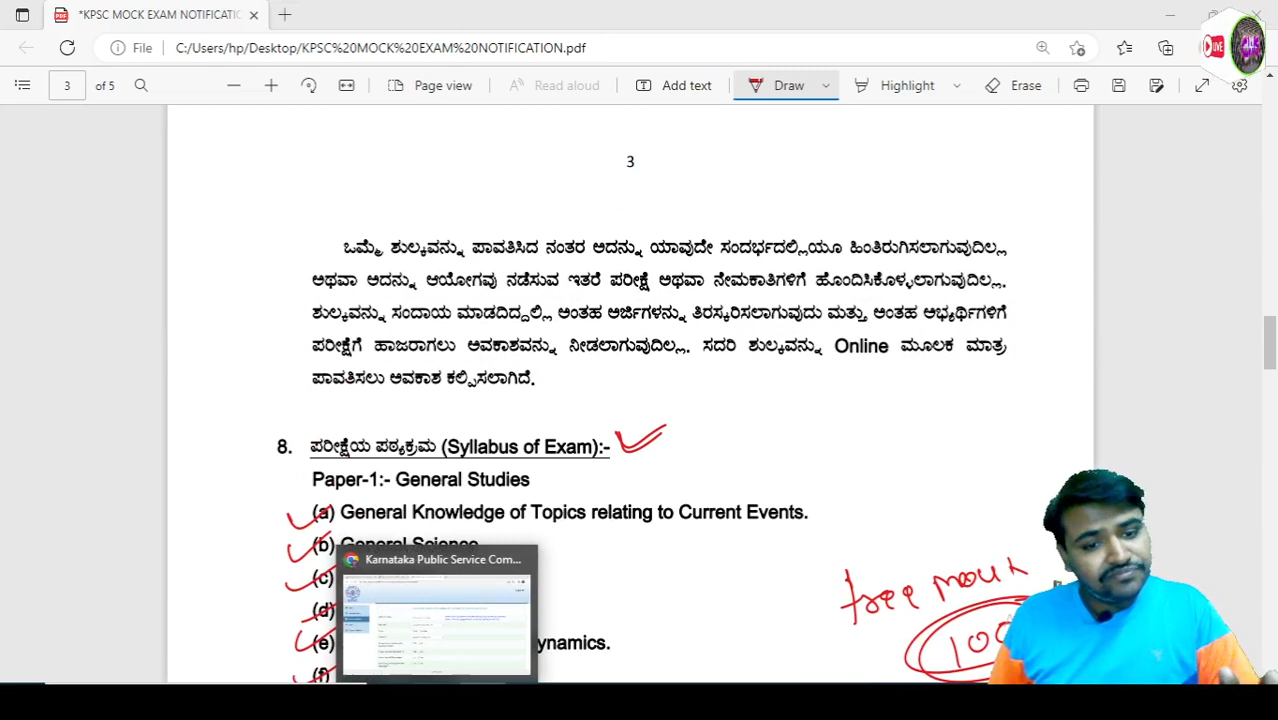 *KPSC MOCK EXAM NOTIFICATIO
File C:/Users/hp/Desktop/KPSC%20MOCK%20EXAM%20NOTIFICATION.pdf
LIVE
3 of 5 Page view Read aloud Add text Draw Highlight Erase
3
ಒಮ್ಮೆ ಶುಲ್ಕವನ್ನು ಪಾವತಿಸಿದ ನಂತರ ಅದನ್ನು ಯಾವುದೇ ಸಂದರ್ಭದಲ್ಲಿಯೂ ಹಿಂತಿರುಗಿಸಲಾಗುವುದಿಲ್ಲ
ಅಥವಾ ಅದನ್ನು ಆಯೋಗವು ನಡೆಸುವ ಇತರೆ ಪರೀಕ್ಷೆ ಅಥವಾ ನೇಮಕಾತಿಗಳಿಗೆ ಹೊಂದಿಸಿಕೊಳ್ಳಲಾಗುವುದಿಲ್ಲ.
ಶುಲ್ಕವನ್ನು ಸಂದಾಯ ಮಾಡದಿದ್ದಲ್ಲಿ ಅಂತಹ ಅರ್ಜಿಗಳನ್ನು ತಿರಸ್ಕರಿಸಲಾಗುವುದು ಮತ್ತು ಅಂತಹ ಅಭ್ಯರ್ಥಿಗಳಿಗೆ
ಪರೀಕ್ಷೆಗೆ ಹಾಜರಾಗಲು ಅವಕಾಶವನ್ನು ನೀಡಲಾಗುವುದಿಲ್ಲ. ಸದರಿ ಶುಲ್ಕವನ್ನು Online ಮೂಲಕ ಮಾತ್ರ
ಪಾವತಿಸಲು ಅವಕಾಶ ಕಲ್ಪಿಸಲಾಗಿದೆ.
8. ಪರೀಕ್ಷೆಯ ಪಠ್ಯಕ್ರಮ (Syllabus of Exam):-
Paper-1:- General Studies
(a) General Knowledge of Topics relating to Current Events.
(b) General Science
Karnataka Public Service Com...
(c)
(d)
(e) ynamics.
(f)
free mock
100